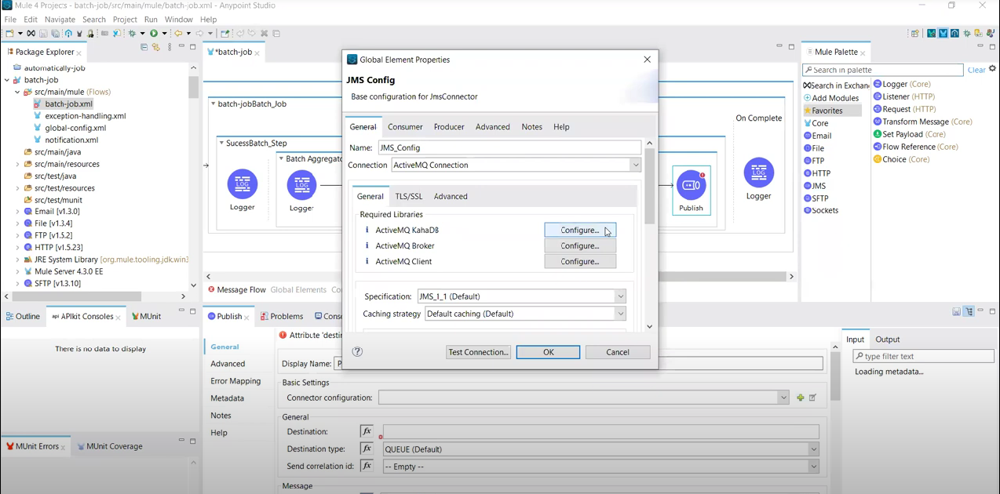 Mule 4 Projects - batch-job/src/main/mule/batch-job.xml - Anypoint Studio
File Edit Navigate Search Project Run Window Help
Package Explorer
automatically-job
batch-job
src/main/mule (Flows)
batch-job.xml
exception-handling.xml
global-config.xml
notification.xml
src/main/java
src/main/resources
src/test/java
src/test/resources
src/test/munit
Email [v1.3.0]
File [v1.3.4]
FTP [v1.5.2]
HTTP [v1.5.23]
JRE System Library [org.mule.tooling.jdk.win3
Mule Server 4.3.0 EE
SFTP [v1.3.10]
*batch-job
batch-jobBatch_Job
SucessBatch_Step
Batch Aggregato
LOG
Logger
LOG
Logger
Publish
On Complete
LOG
Logger
Message Flow Global Elements Co
Global Element Properties
JMS Config
Base configuration for JmsConnector
General Consumer Producer Advanced Notes Help
Name: JMS_Config
Connection ActiveMQ Connection
General TLS/SSL Advanced
Required Libraries
ActiveMQ KahaDB Configure...
ActiveMQ Broker Configure...
ActiveMQ Client Configure...
Specification: JMS_1_1 (Default)
Caching strategy Default caching (Default)
Test Connection... OK Cancel
Mule Palette
Search in palette Clear
Search in Exchan
Add Modules
Favorites
Core
Email
File
FTP
HTTP
JMS
SFTP
Sockets
Logger (Core)
Listener (HTTP)
Request (HTTP)
Transform Message (Core)
Set Payload (Core)
Flow Reference (Core)
Choice (Core)
Outline API APIkit Consoles MUnit
There is no data to display
MUnit Errors MUnit Coverage
Publish Problems Cons
General
Advanced
Error Mapping
Metadata
Notes
Help
Attribute 'destin
Display Name: P
Basic Settings
Connector configuration:
General
Destination: fx
Destination type: fx QUEUE (Default)
Send correlation id: fx -- Empty --
Message
Input Output
type filter text
Loading metadata...